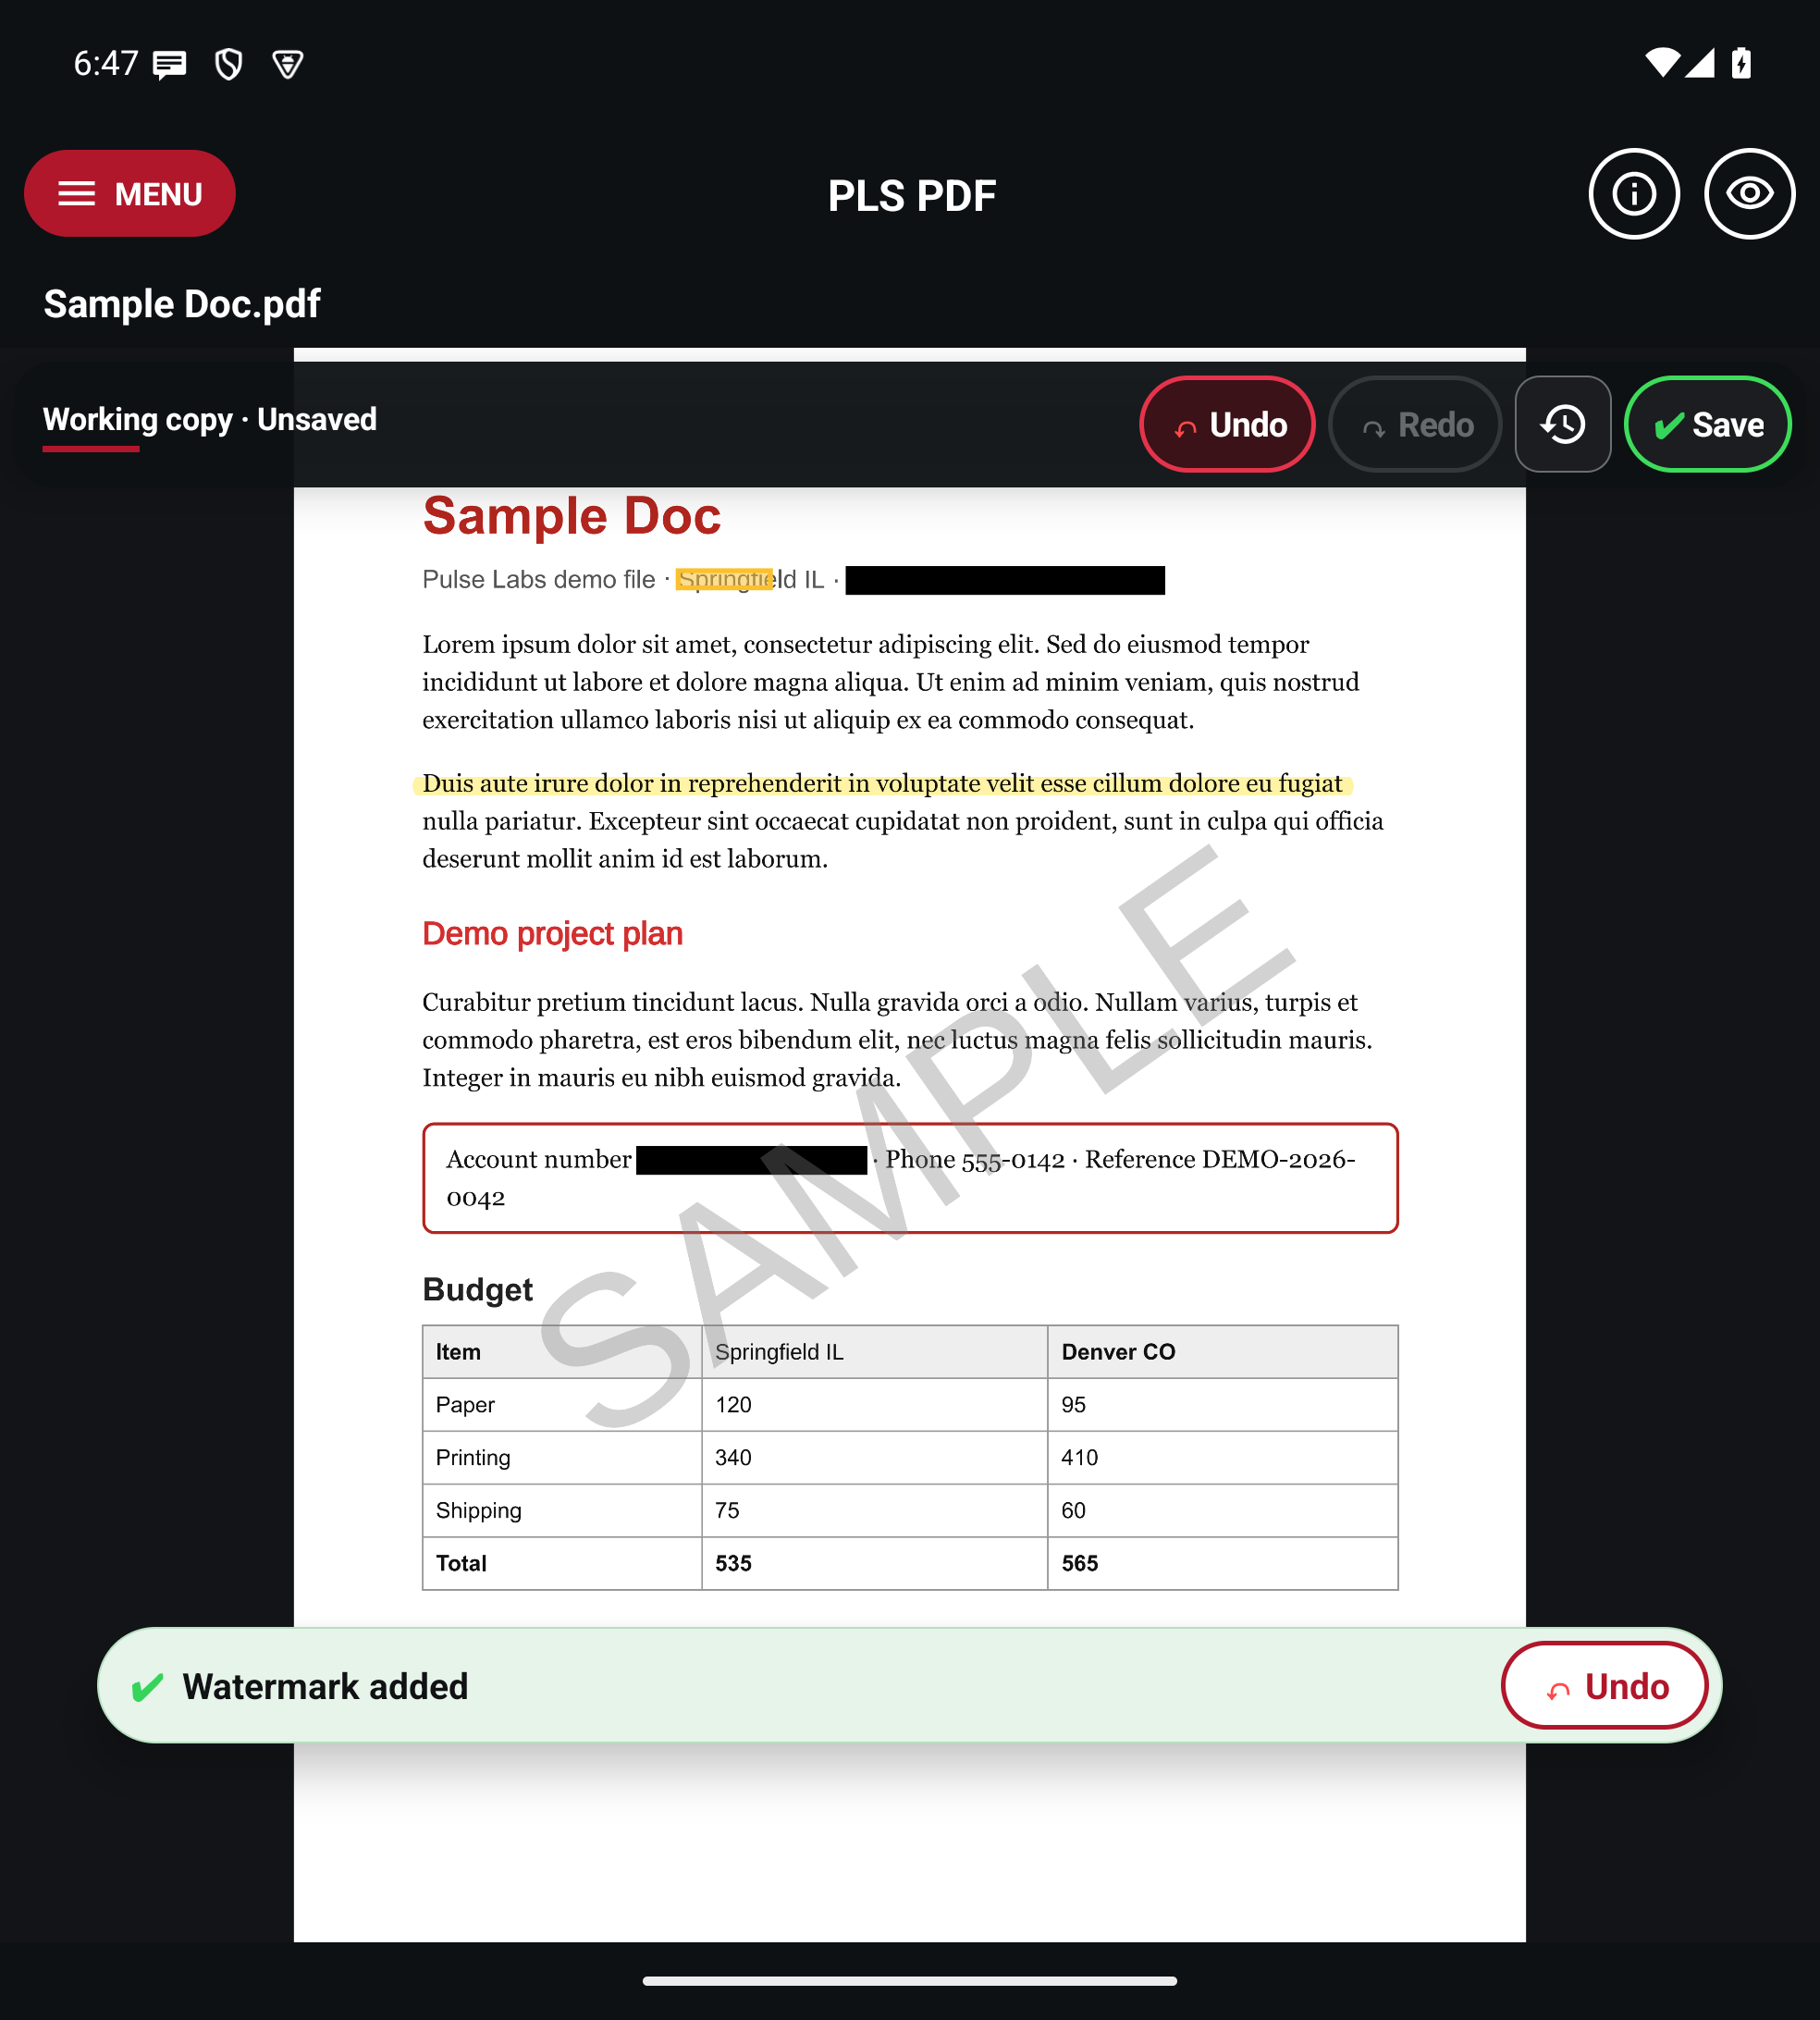 6:47
MENU
PLS PDF
Sample Doc.pdf
Working copy · Unsaved
Undo
Redo
Save
Sample Doc
Pulse Labs demo file · Springfield IL ·
Lorem ipsum dolor sit amet, consectetur adipiscing elit. Sed do eiusmod tempor
incididunt ut labore et dolore magna aliqua. Ut enim ad minim veniam, quis nostrud
exercitation ullamco laboris nisi ut aliquip ex ea commodo consequat.
Duis aute irure dolor in reprehenderit in voluptate velit esse cillum dolore eu fugiat
nulla pariatur. Excepteur sint occaecat cupidatat non proident, sunt in culpa qui officia
deserunt mollit anim id est laborum.
Demo project plan
Curabitur pretium tincidunt lacus. Nulla gravida orci a odio. Nullam varius, turpis et
commodo pharetra, est eros bibendum elit, nec luctus magna felis sollicitudin mauris.
Integer in mauris eu nibh euismod gravida.
SAMPLE
Account number · Phone 555-0142 · Reference DEMO-2026-
0042
Budget
Item Springfield IL Denver CO
Paper 120 95
Printing 340 410
Shipping 75 60
Total 535 565
Watermark added
Undo